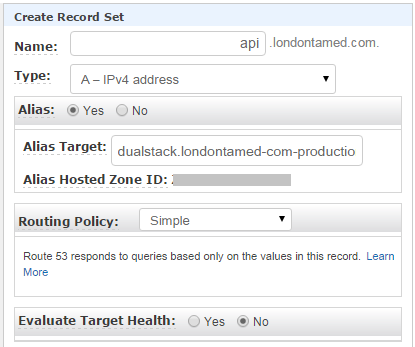 Create Record Set
Name: api .londontamed.com.
Type: A – IPv4 address
Alias: Yes No
Alias Target: dualstack.londontamed-com-productio
Alias Hosted Zone ID:
Routing Policy: Simple
Route 53 responds to queries based only on the values in this record. Learn
More
Evaluate Target Health: Yes No